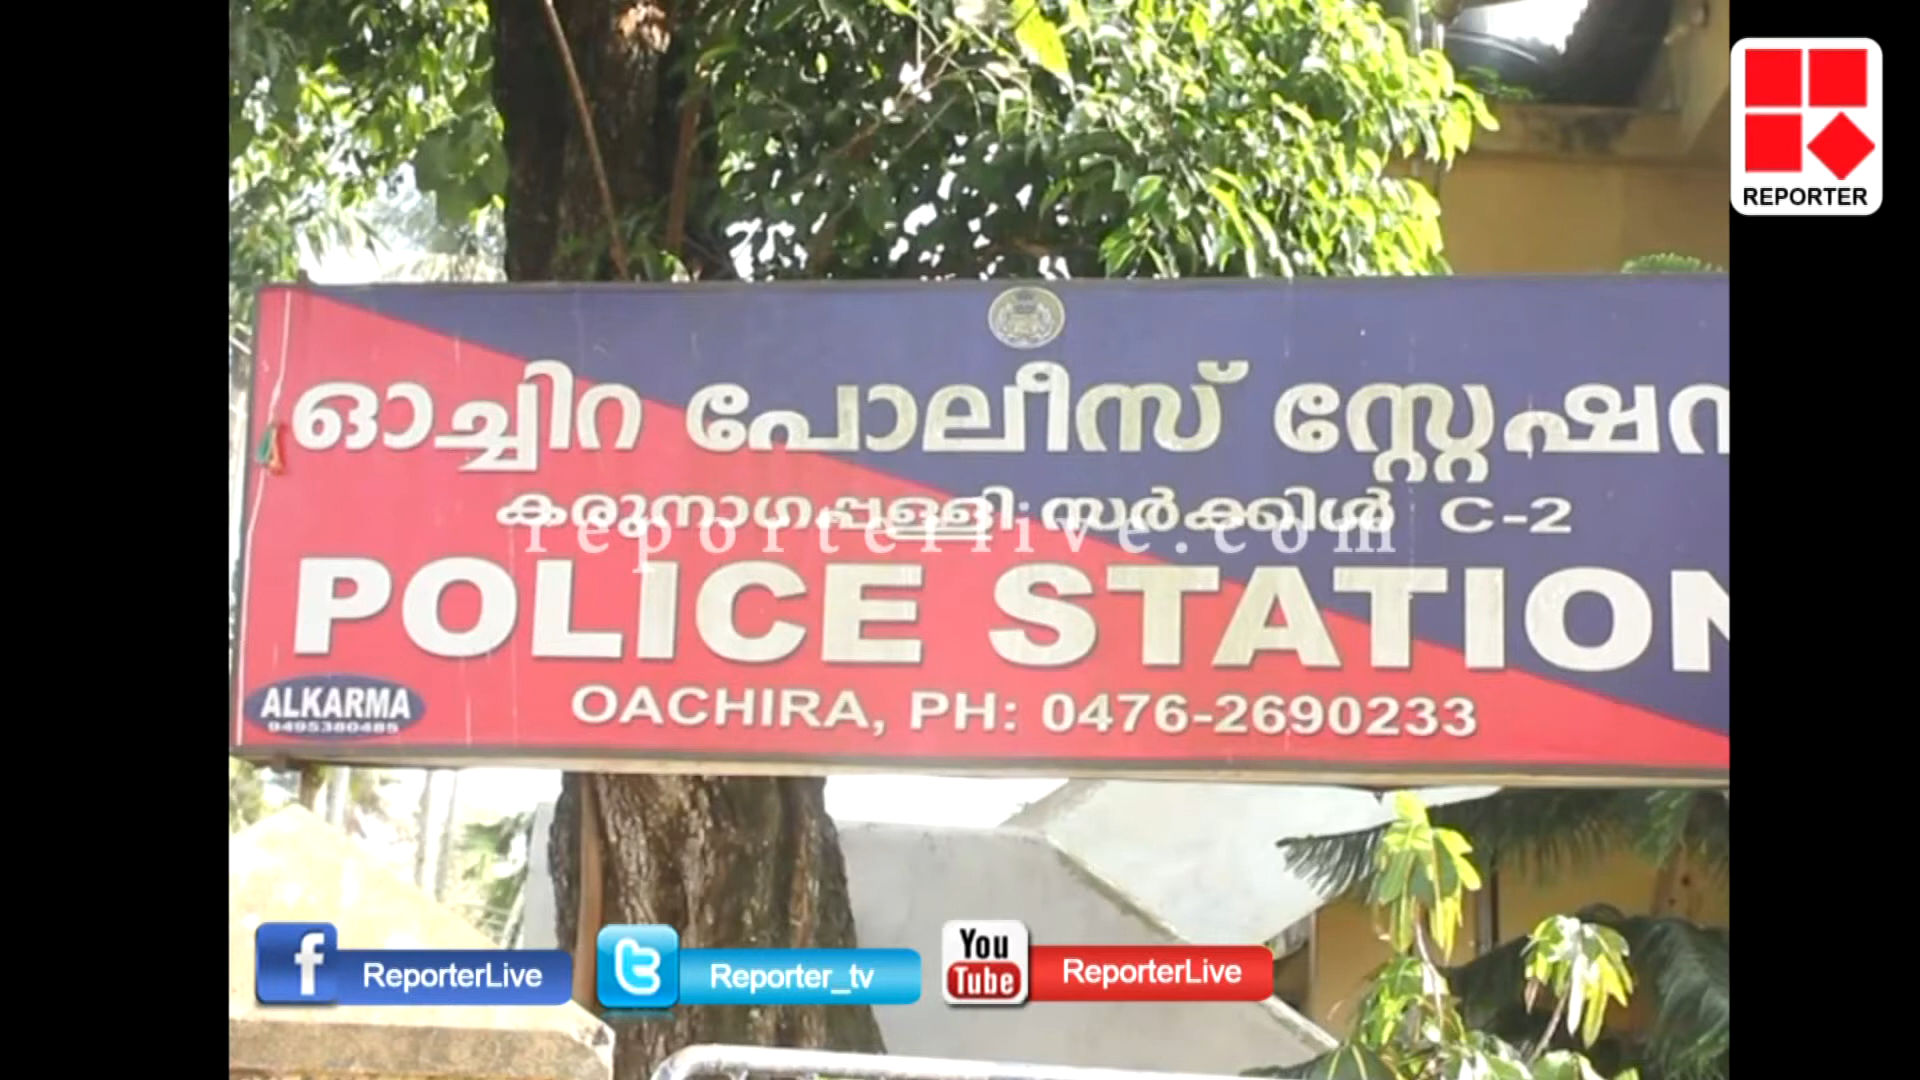 REPORTER
ഓച്ചിറ പോലീസ് സ്റ്റേഷന
കരുനാഗപ്പള്ളി സർക്കിൾ C-2
reporterlive.com
POLICE STATION
OACHIRA, PH: 0476-2690233
ALKARMA
9495380485
f ReporterLive
t Reporter_tv
You Tube ReporterLive